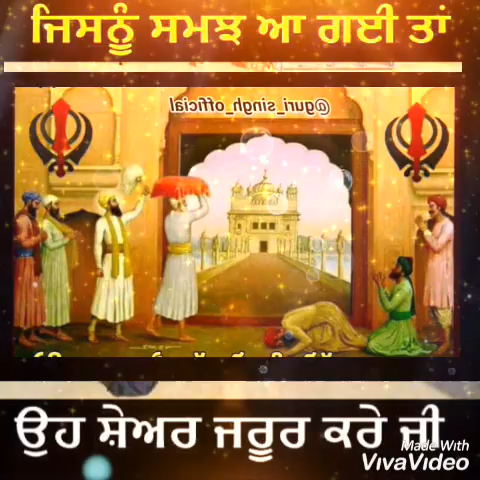 ਜਿਸਨੂੰ ਸਮਝ ਆ ਗਈ ਤਾਂ
@guri_singh_official
ਉਹ ਸ਼ੇਅਰ ਜਰੂਰ ਕਰੇ ਜੀ
Made With
VivaVideo